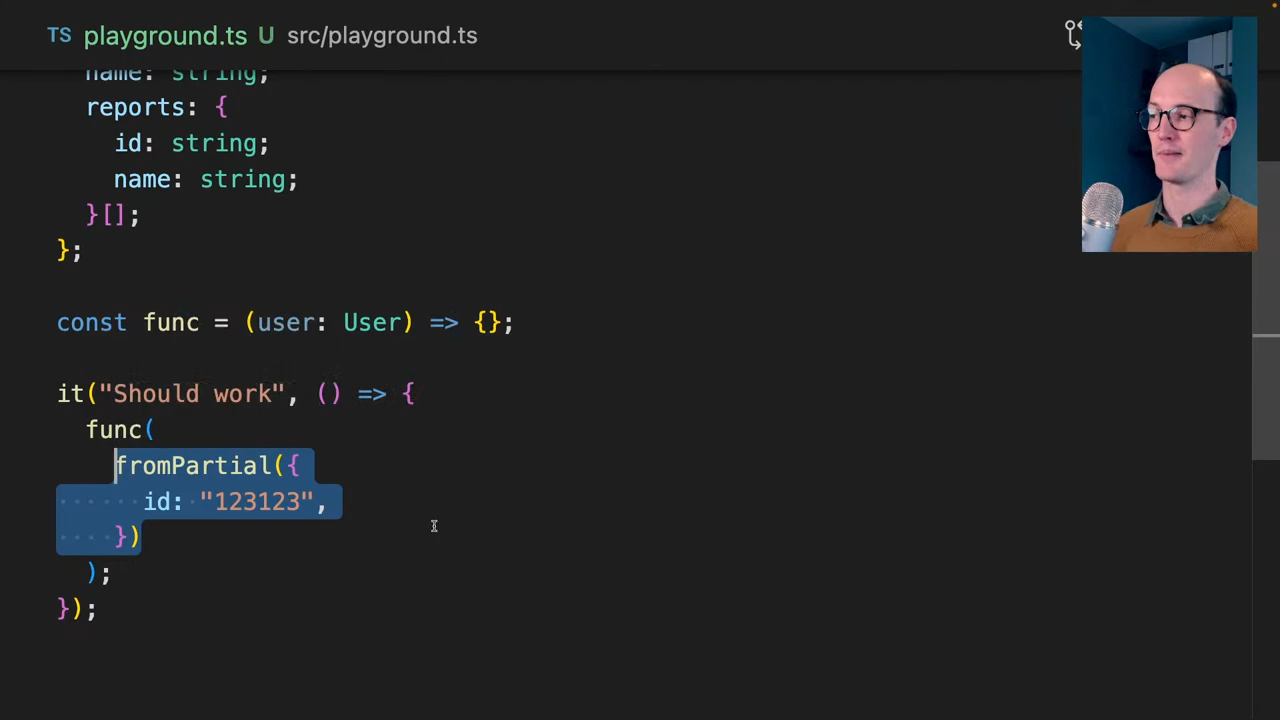 TS playground.ts U src/playground.ts
name: string;
reports: {
id: string;
name: string;
}[];
};
const func = (user: User) => {};
it("Should work", () => {
func(
fromPartial({
id: "123123",
})
);
});